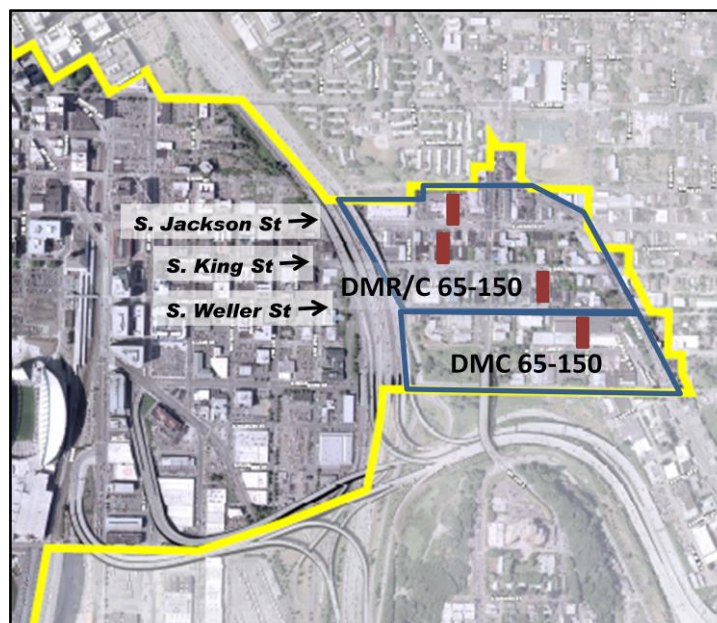 S. Jackson St →
S. King St →
S. Weller St →
DMR/C 65-150
DMC 65-150